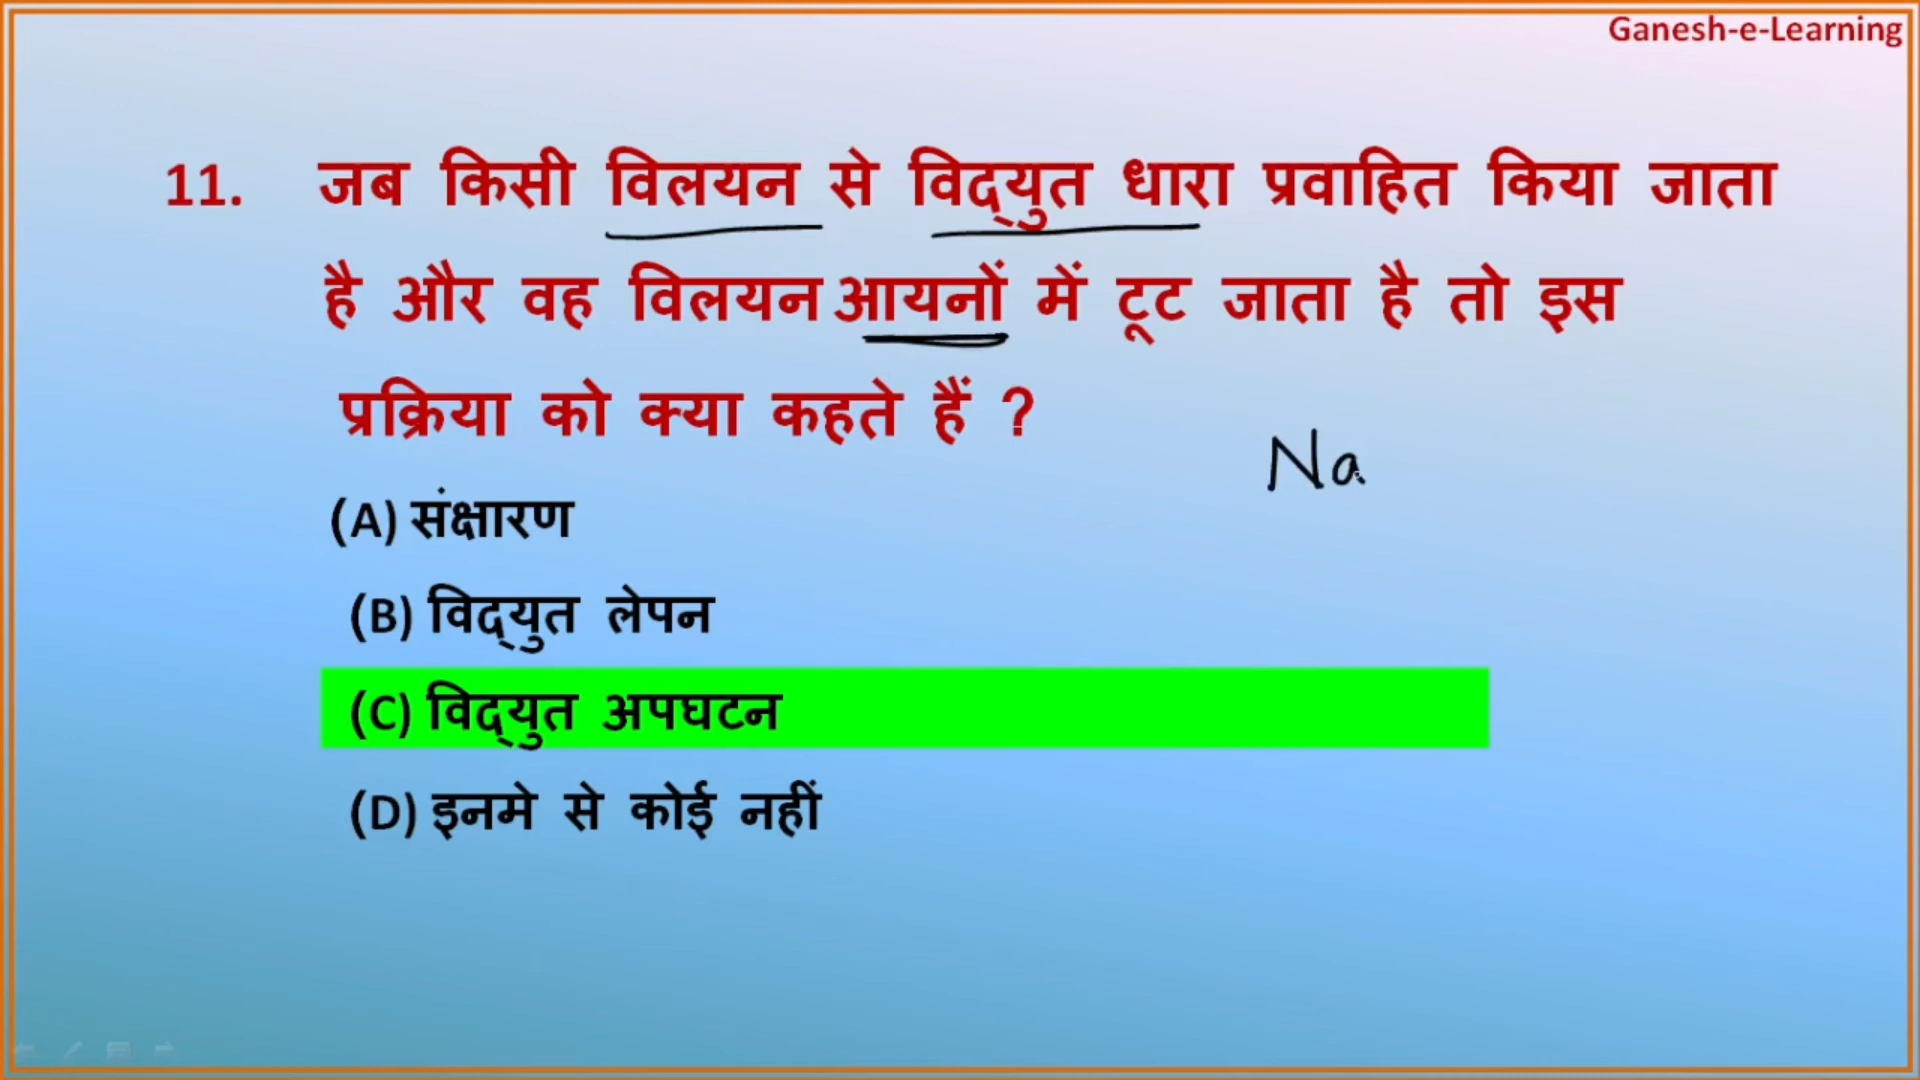 Ganesh-e-Learning
11. जब किसी विलयन से विद्‌युत धारा प्रवाहित किया जाता
है और वह विलयन आयनों में टूट जाता है तो इस
प्रक्रिया को क्या कहते हैं ?
Na
(A) संक्षारण
(B) विद्‌युत लेपन
(C) विद्‌युत अपघटन
(D) इनमे से कोई नहीं